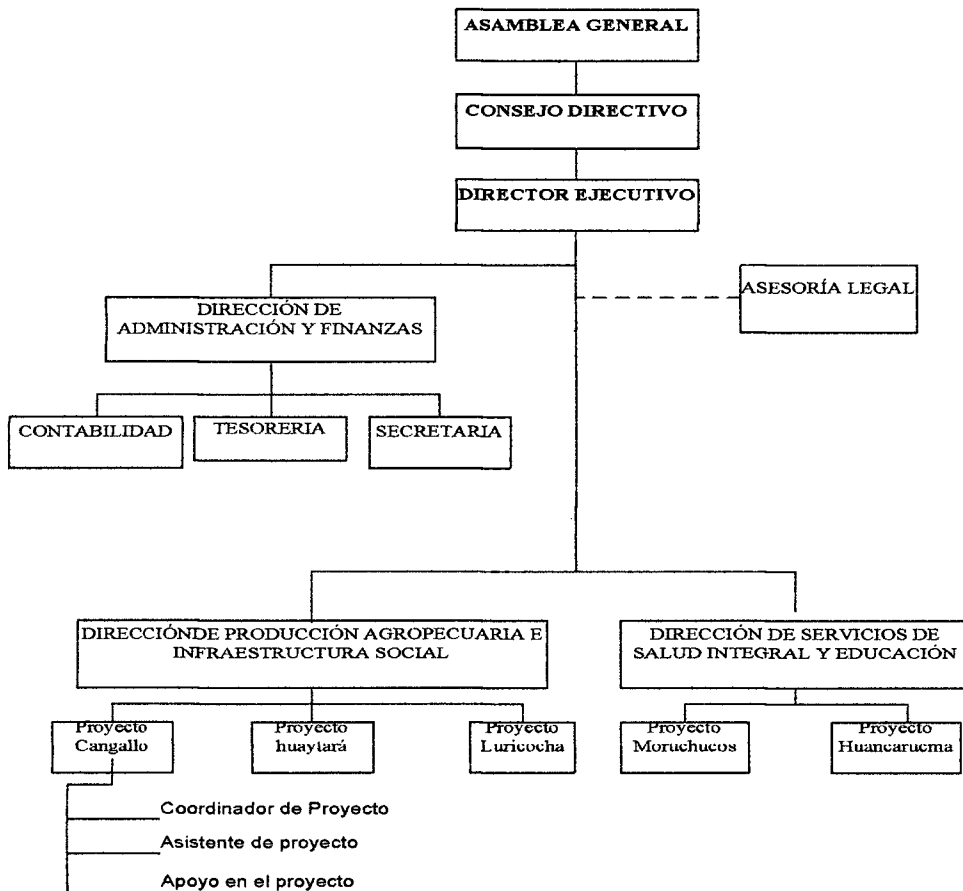 ASAMBLEA GENERAL
CONSEJO DIRECTIVO
DIRECTOR EJECUTIVO
ASESORÍA LEGAL
DIRECCIÓN DE
ADMINISTRACIÓN Y FINANZAS
CONTABILIDAD
TESORERIA
SECRETARIA
DIRECCIÓNDE PRODUCCIÓN AGROPECUARIA E
INFRAESTRUCTURA SOCIAL
DIRECCIÓN DE SERVICIOS DE
SALUD INTEGRAL Y EDUCACIÓN
Proyecto
Cangallo
Proyecto
huaytará
Proyecto
Luricocha
Proyecto
Moruchucos
Proyecto
Huancarucma
Coordinador de Proyecto
Asistente de proyecto
Apoyo en el proyecto